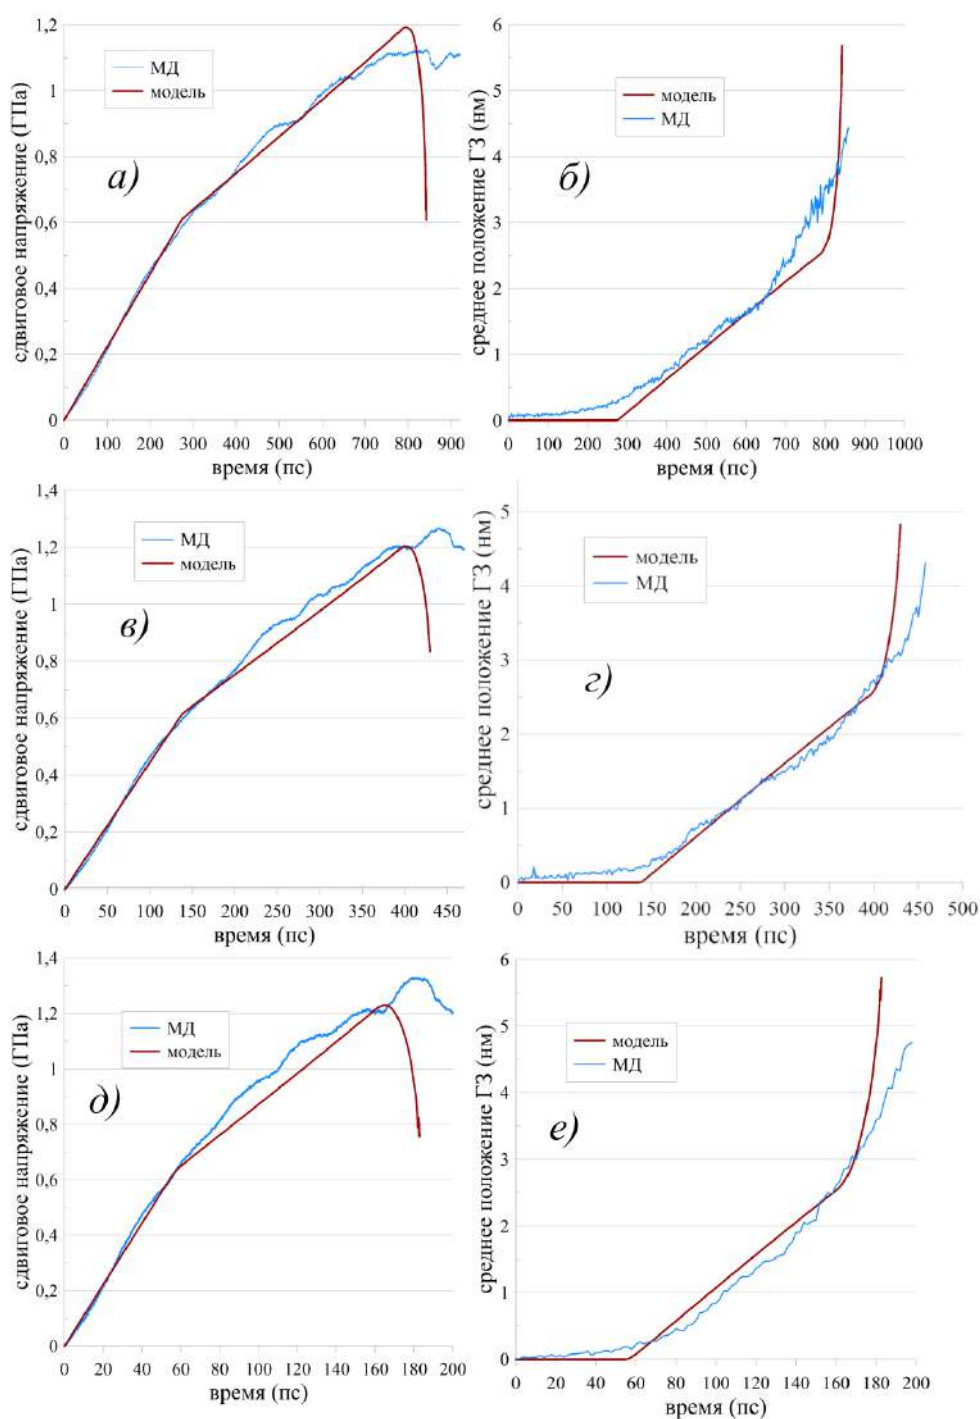 сдвиговое напряжение (ГПа)
1,2
1
0,8
0,6
0,4
0,2
0
МД
модель
а)
0 100 200 300 400 500 600 700 800 900
время (пс)
среднее положение ГЗ (нм)
6
5
4
3
2
1
0
модель
МД
б)
0 100 200 300 400 500 600 700 800 900 1000
время (пс)
сдвиговое напряжение (ГПа)
1,4
1,2
1
0,8
0,6
0,4
0,2
0
МД
модель
в)
0 50 100 150 200 250 300 350 400 450
время (пс)
среднее положение ГЗ (нм)
5
4
3
2
1
0
модель
МД
г)
0 50 100 150 200 250 300 350 400 450 500
время (пс)
сдвиговое напряжение (ГПа)
1,4
1,2
1
0,8
0,6
0,4
0,2
0
МД
модель
д)
0 20 40 60 80 100 120 140 160 180 200
время (пс)
среднее положение ГЗ (нм)
6
5
4
3
2
1
0
модель
МД
е)
0 20 40 60 80 100 120 140 160 180 200
время (пс)